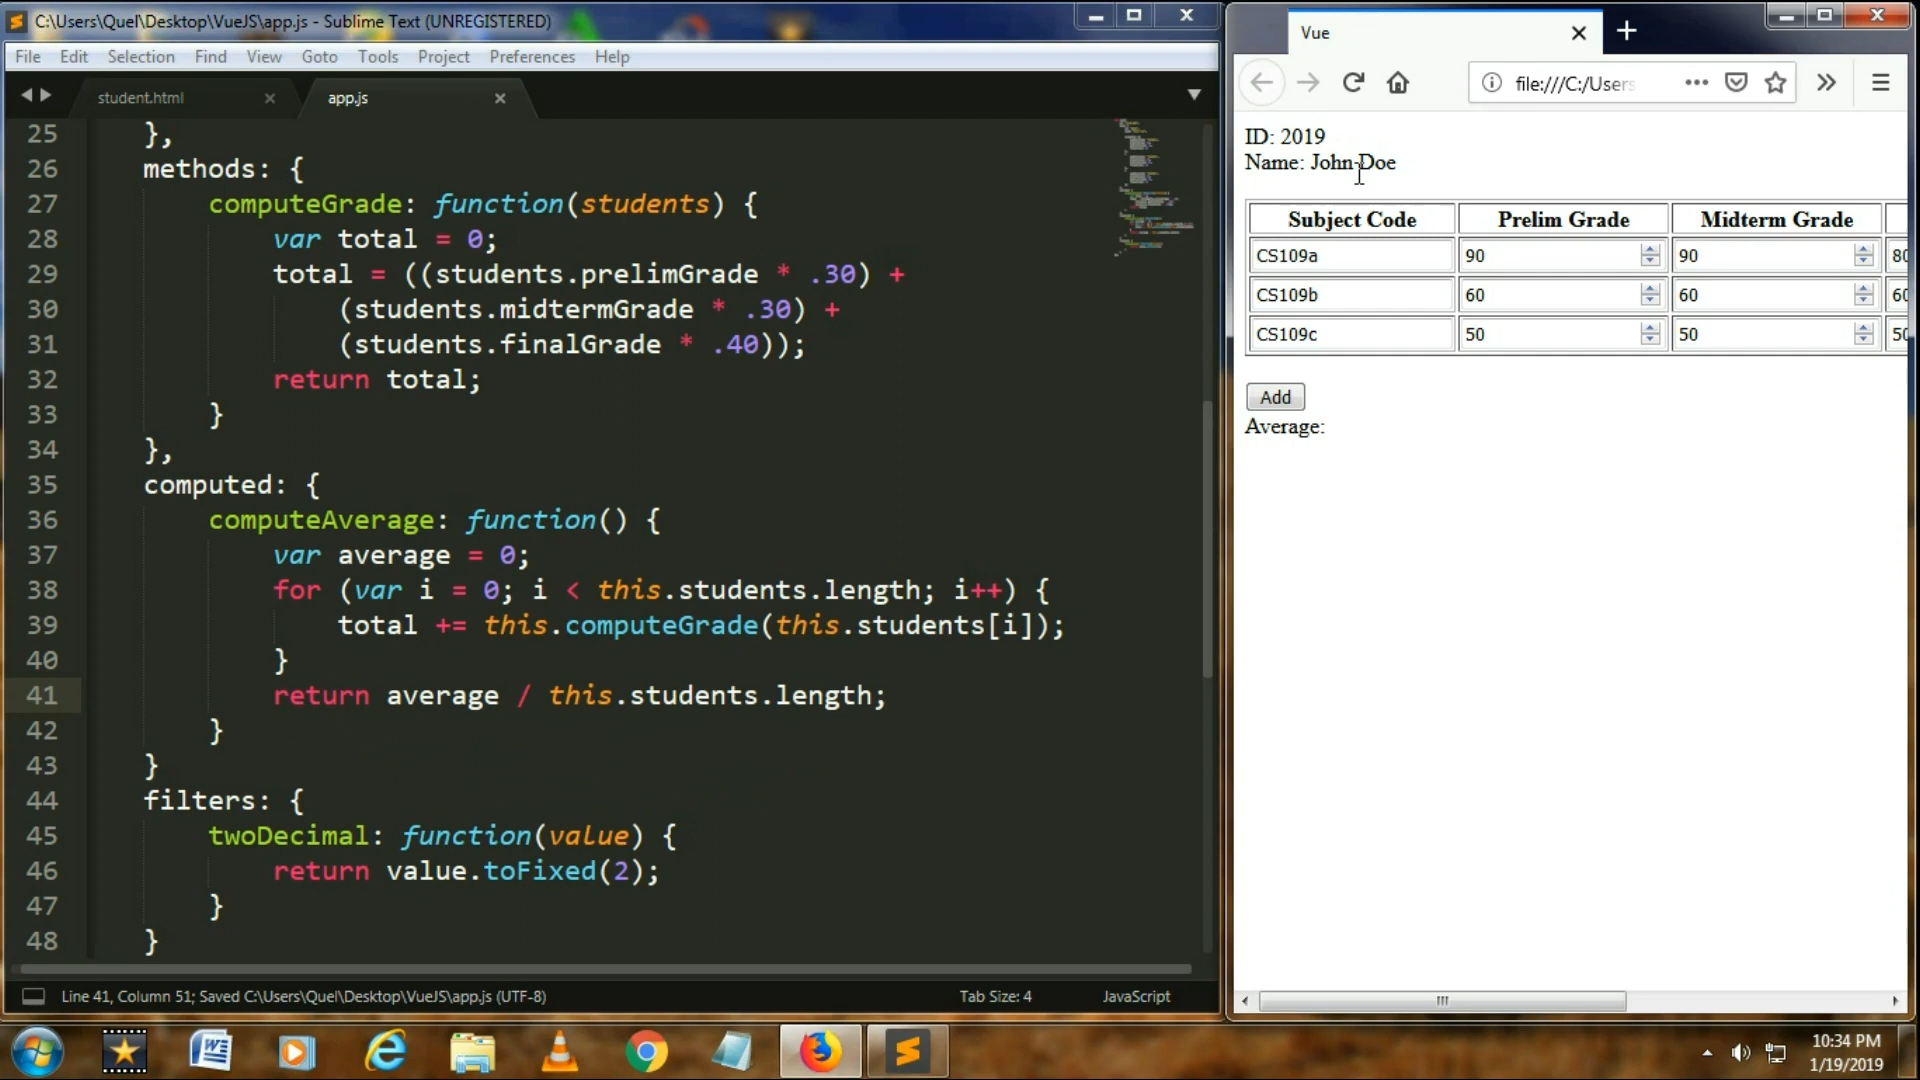 C:\Users\Quel\Desktop\VueJS\app.js - Sublime Text (UNREGISTERED)
File Edit Selection Find View Goto Tools Project Preferences Help
student.html
app.js
25 },
26 methods: {
27 computeGrade: function(students) {
28 var total = 0;
29 total = ((students.prelimGrade * .30) +
30 (students.midtermGrade * .30) +
31 (students.finalGrade * .40));
32 return total;
33 }
34 },
35 computed: {
36 computeAverage: function() {
37 var average = 0;
38 for (var i = 0; i < this.students.length; i++) {
39 total += this.computeGrade(this.students[i]);
40 }
41 return average / this.students.length;
42 }
43 }
44 filters: {
45 twoDecimal: function(value) {
46 return value.toFixed(2);
47 }
48 }
Line 41, Column 51; Saved C:\Users\Quel\Desktop\VueJS\app.js (UTF-8)
Tab Size: 4
JavaScript
Vue
file:///C:/Users
ID: 2019
Name: John Doe
Subject Code Prelim Grade Midterm Grade
CS109a 90 90 80
CS109b 60 60 60
CS109c 50 50 50
Add
Average:
10:34 PM
1/19/2019